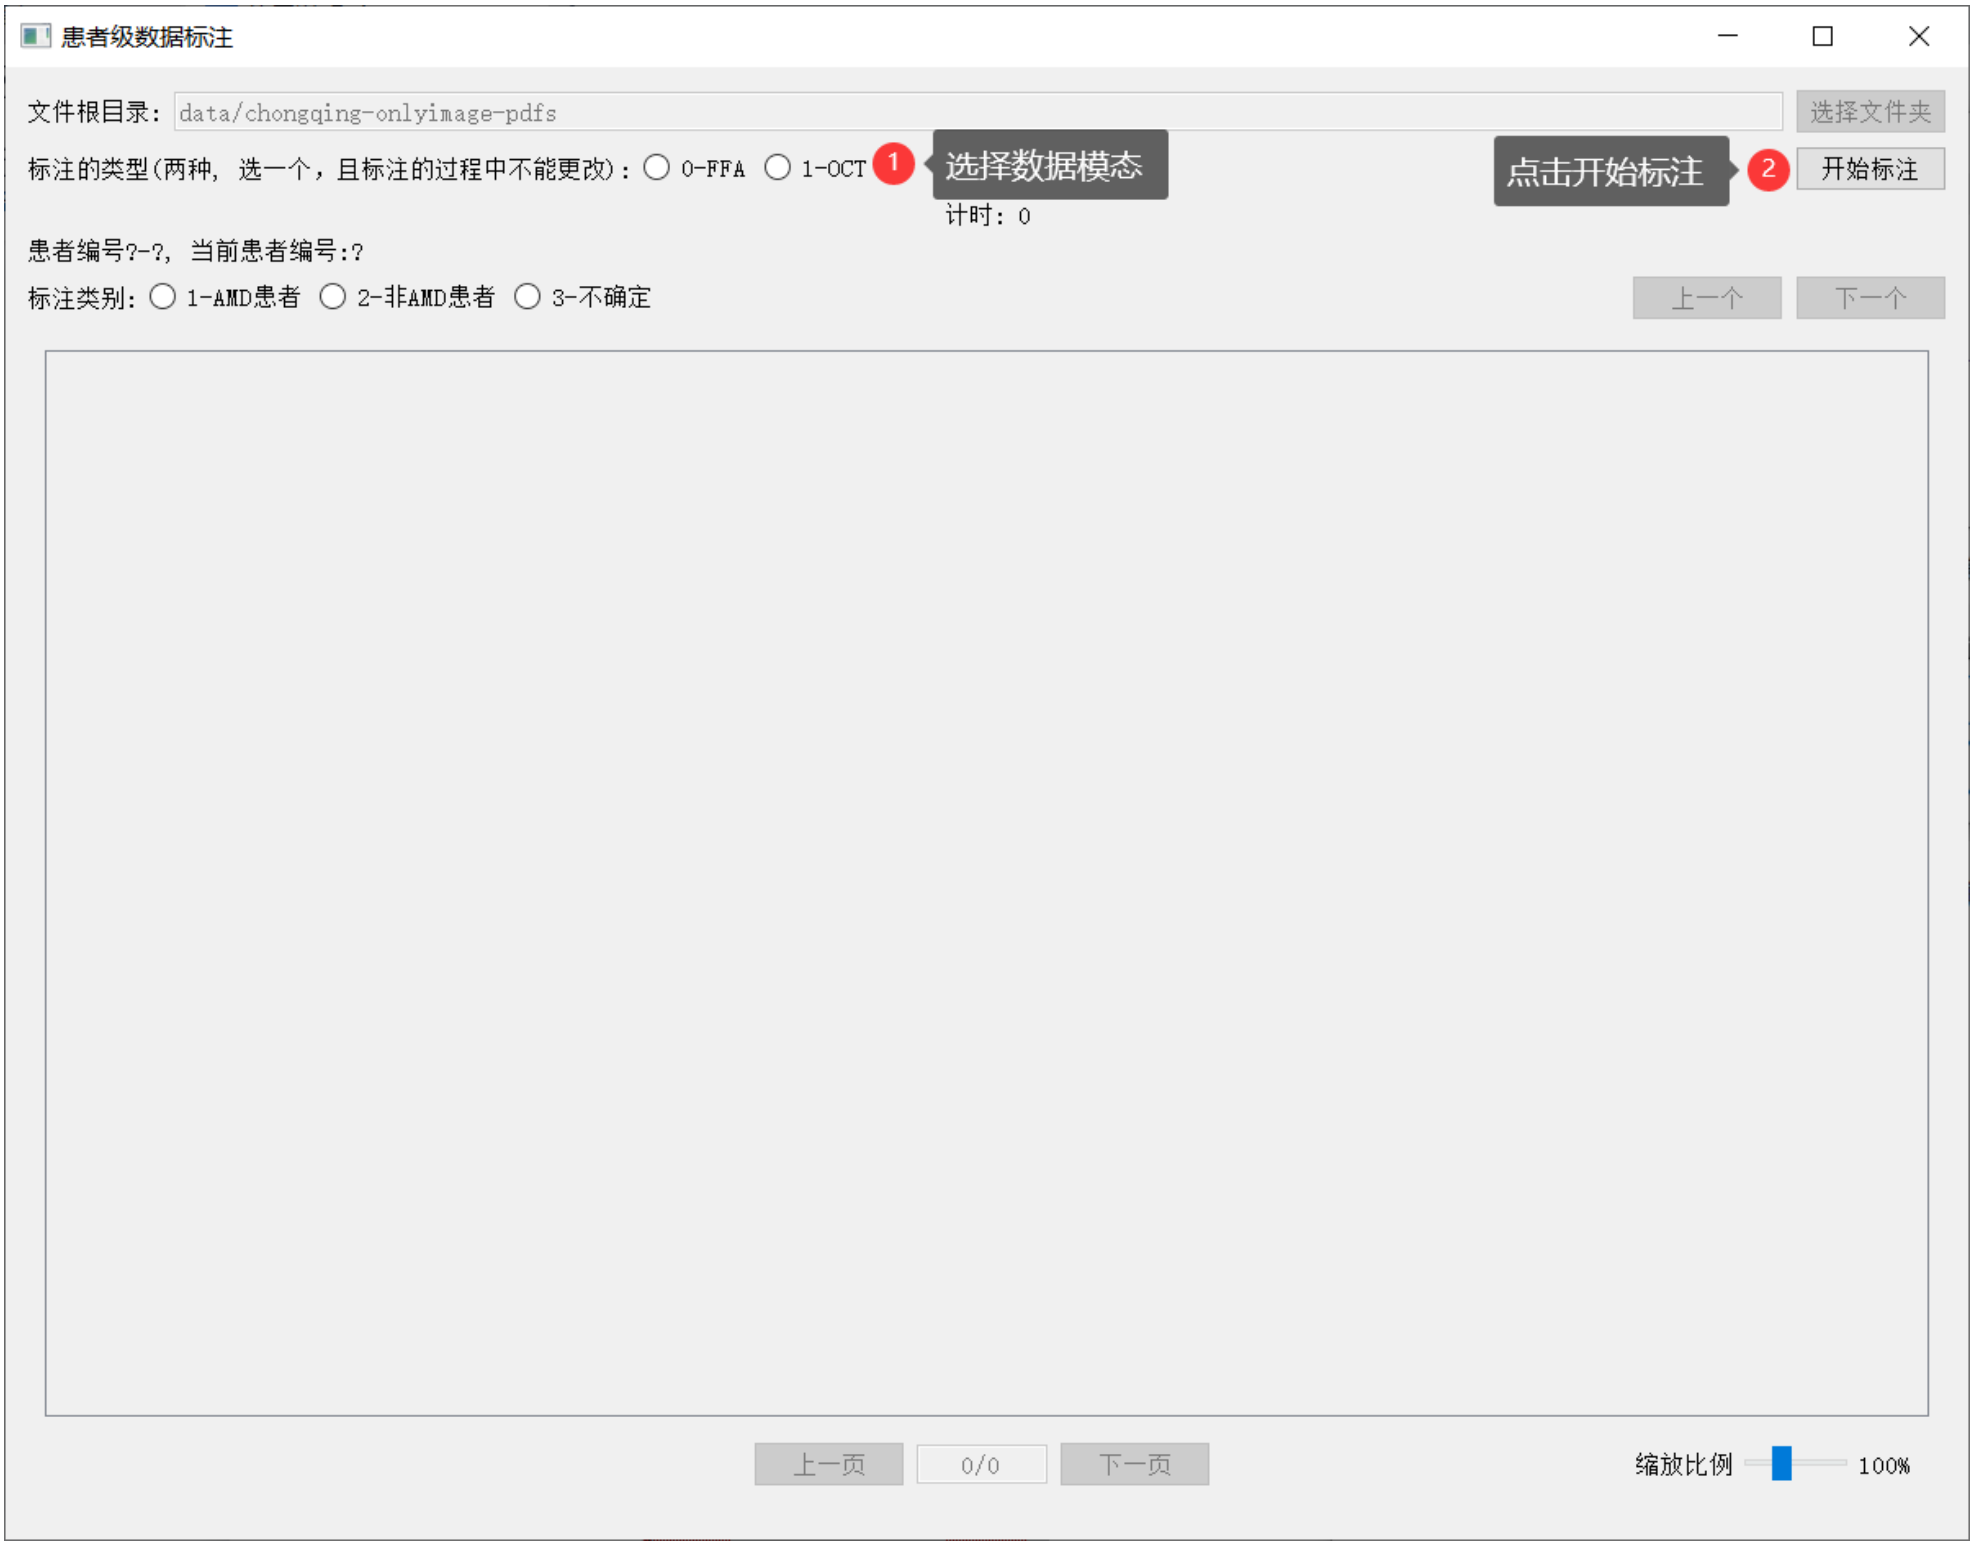 患者级数据标注
文件根目录: data/chongqing-onlyimage-pdfs 选择文件夹
标注的类型(两种, 选一个，且标注的过程中不能更改): 0-FFA 1-OCT 1 选择数据模态 点击开始标注 2 开始标注
计时: 0
患者编号?-?, 当前患者编号:?
标注类别: 1-AMD患者 2-非AMD患者 3-不确定 上一个 下一个
上一页 0/0 下一页 缩放比例 100%